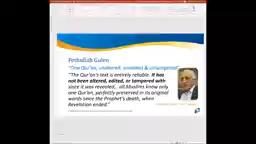 Fethullah Gulen
"One Qur'an, unaltered, unedited & untampered"
"The Qur'an's text is entirely reliable. It has
not been altered, edited, or tampered with
since it was revealed,. all Muslims know only
one Qur'an, perfectly preserved in its original
words since the Prophet's death, when
Revelation ended."